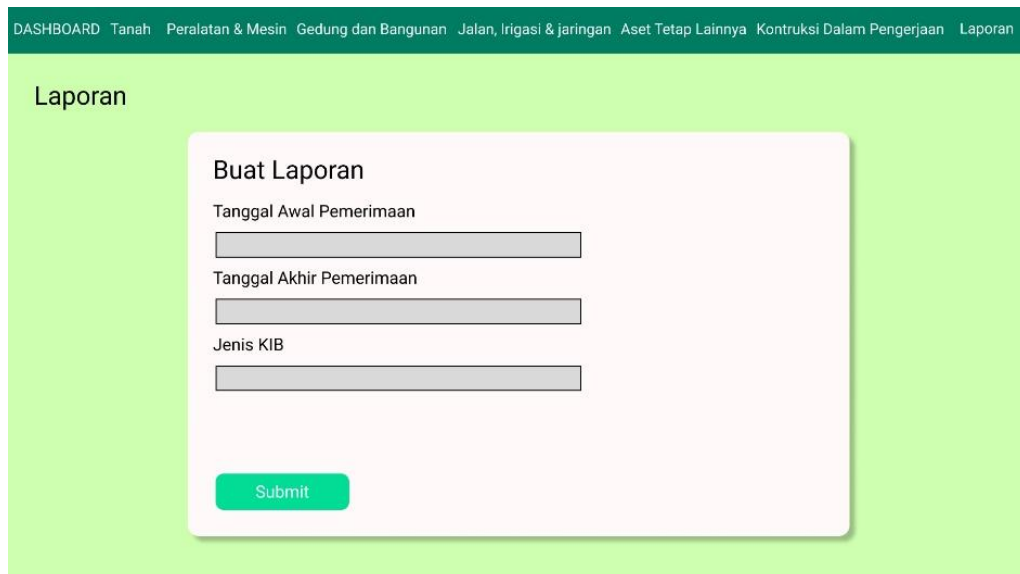 DASHBOARD Tanah Peralatan & Mesin Gedung dan Bangunan Jalan, Irigasi & jaringan Aset Tetap Lainnya Kontruksi Dalam Pengerjaan Laporan
Laporan
Buat Laporan
Tanggal Awal Pemerimaan
Tanggal Akhir Pemerimaan
Jenis KIB
Submit